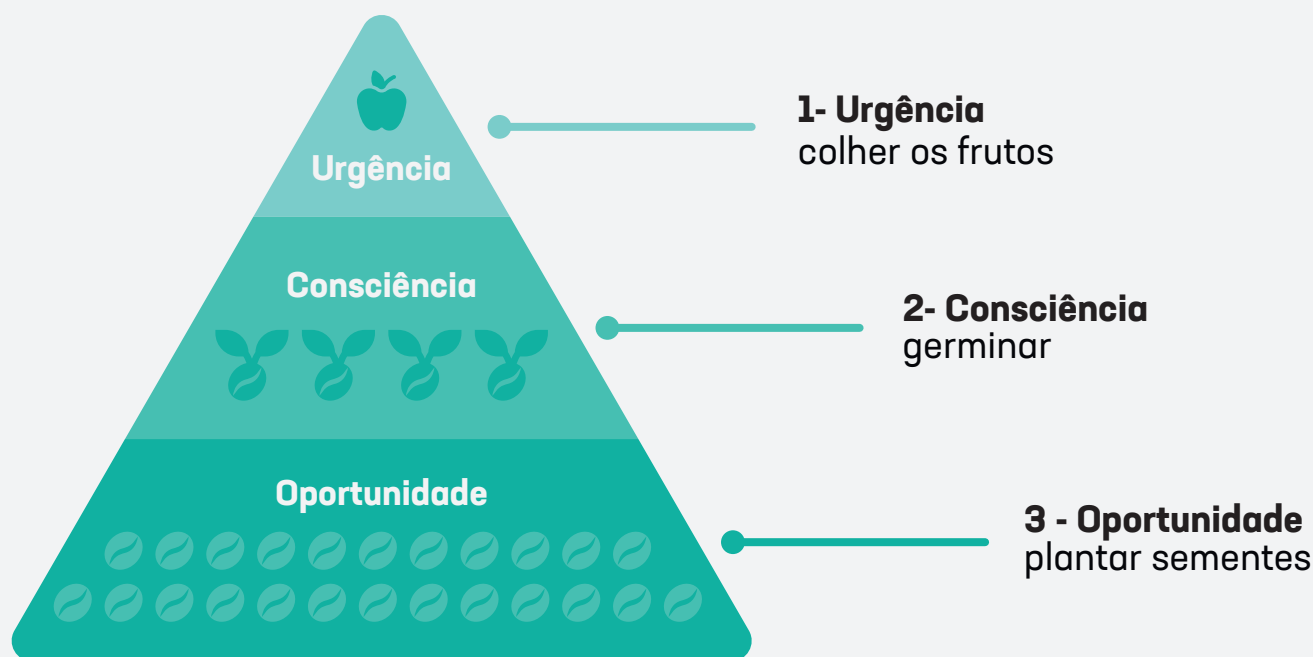 Urgência
1- Urgência
colher os frutos
Consciência
2- Consciência
germinar
Oportunidade
3 - Oportunidade
plantar sementes